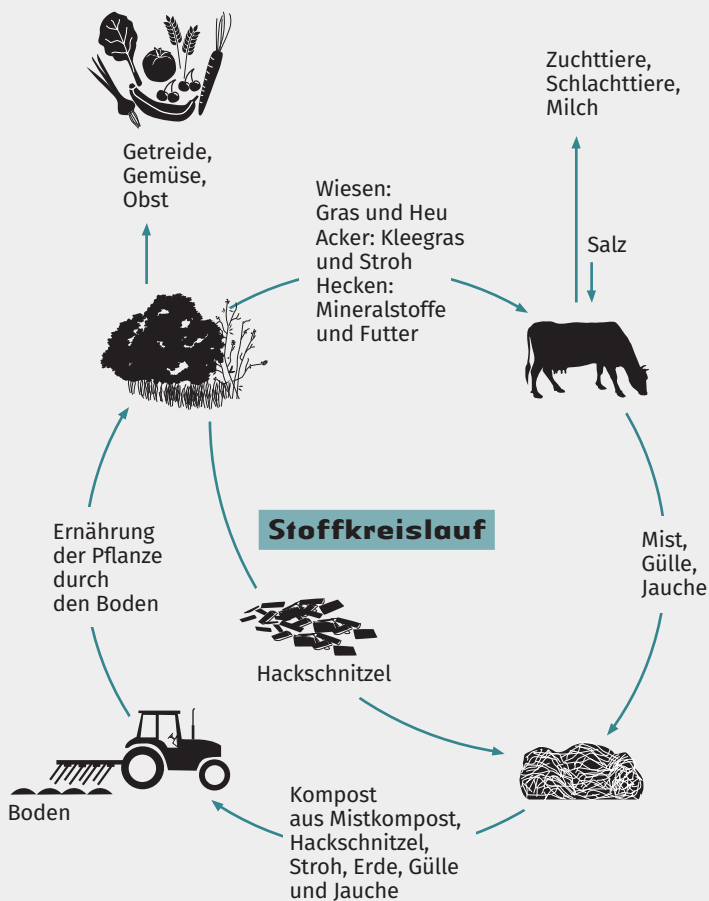 Zuchttiere,
Schlachttiere,
Milch
Getreide,
Gemüse,
Obst
Wiesen:
Gras und Heu
Acker: Kleegras
und Stroh
Hecken:
Mineralstoffe
und Futter
Salz
Stoffkreislauf
Ernährung
der Pflanze
durch
den Boden
Mist,
Gülle,
Jauche
Hackschnitzel
Boden
Kompost
aus Mistkompost,
Hackschnitzel,
Stroh, Erde, Gülle
und Jauche